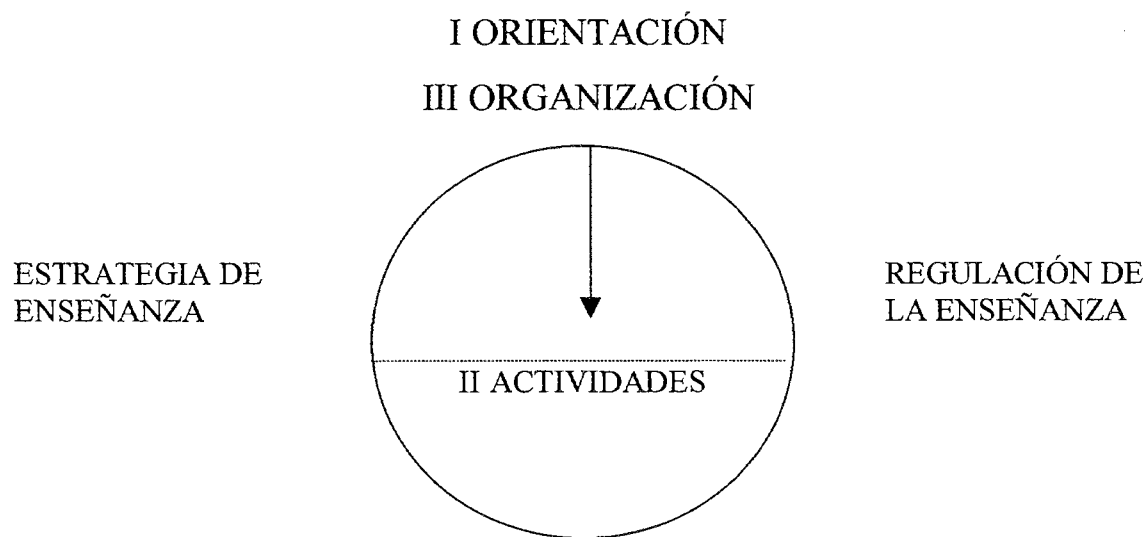 I ORIENTACIÓN
III ORGANIZACIÓN
ESTRATEGIA DE
ENSEÑANZA
REGULACIÓN DE
LA ENSEÑANZA
II ACTIVIDADES